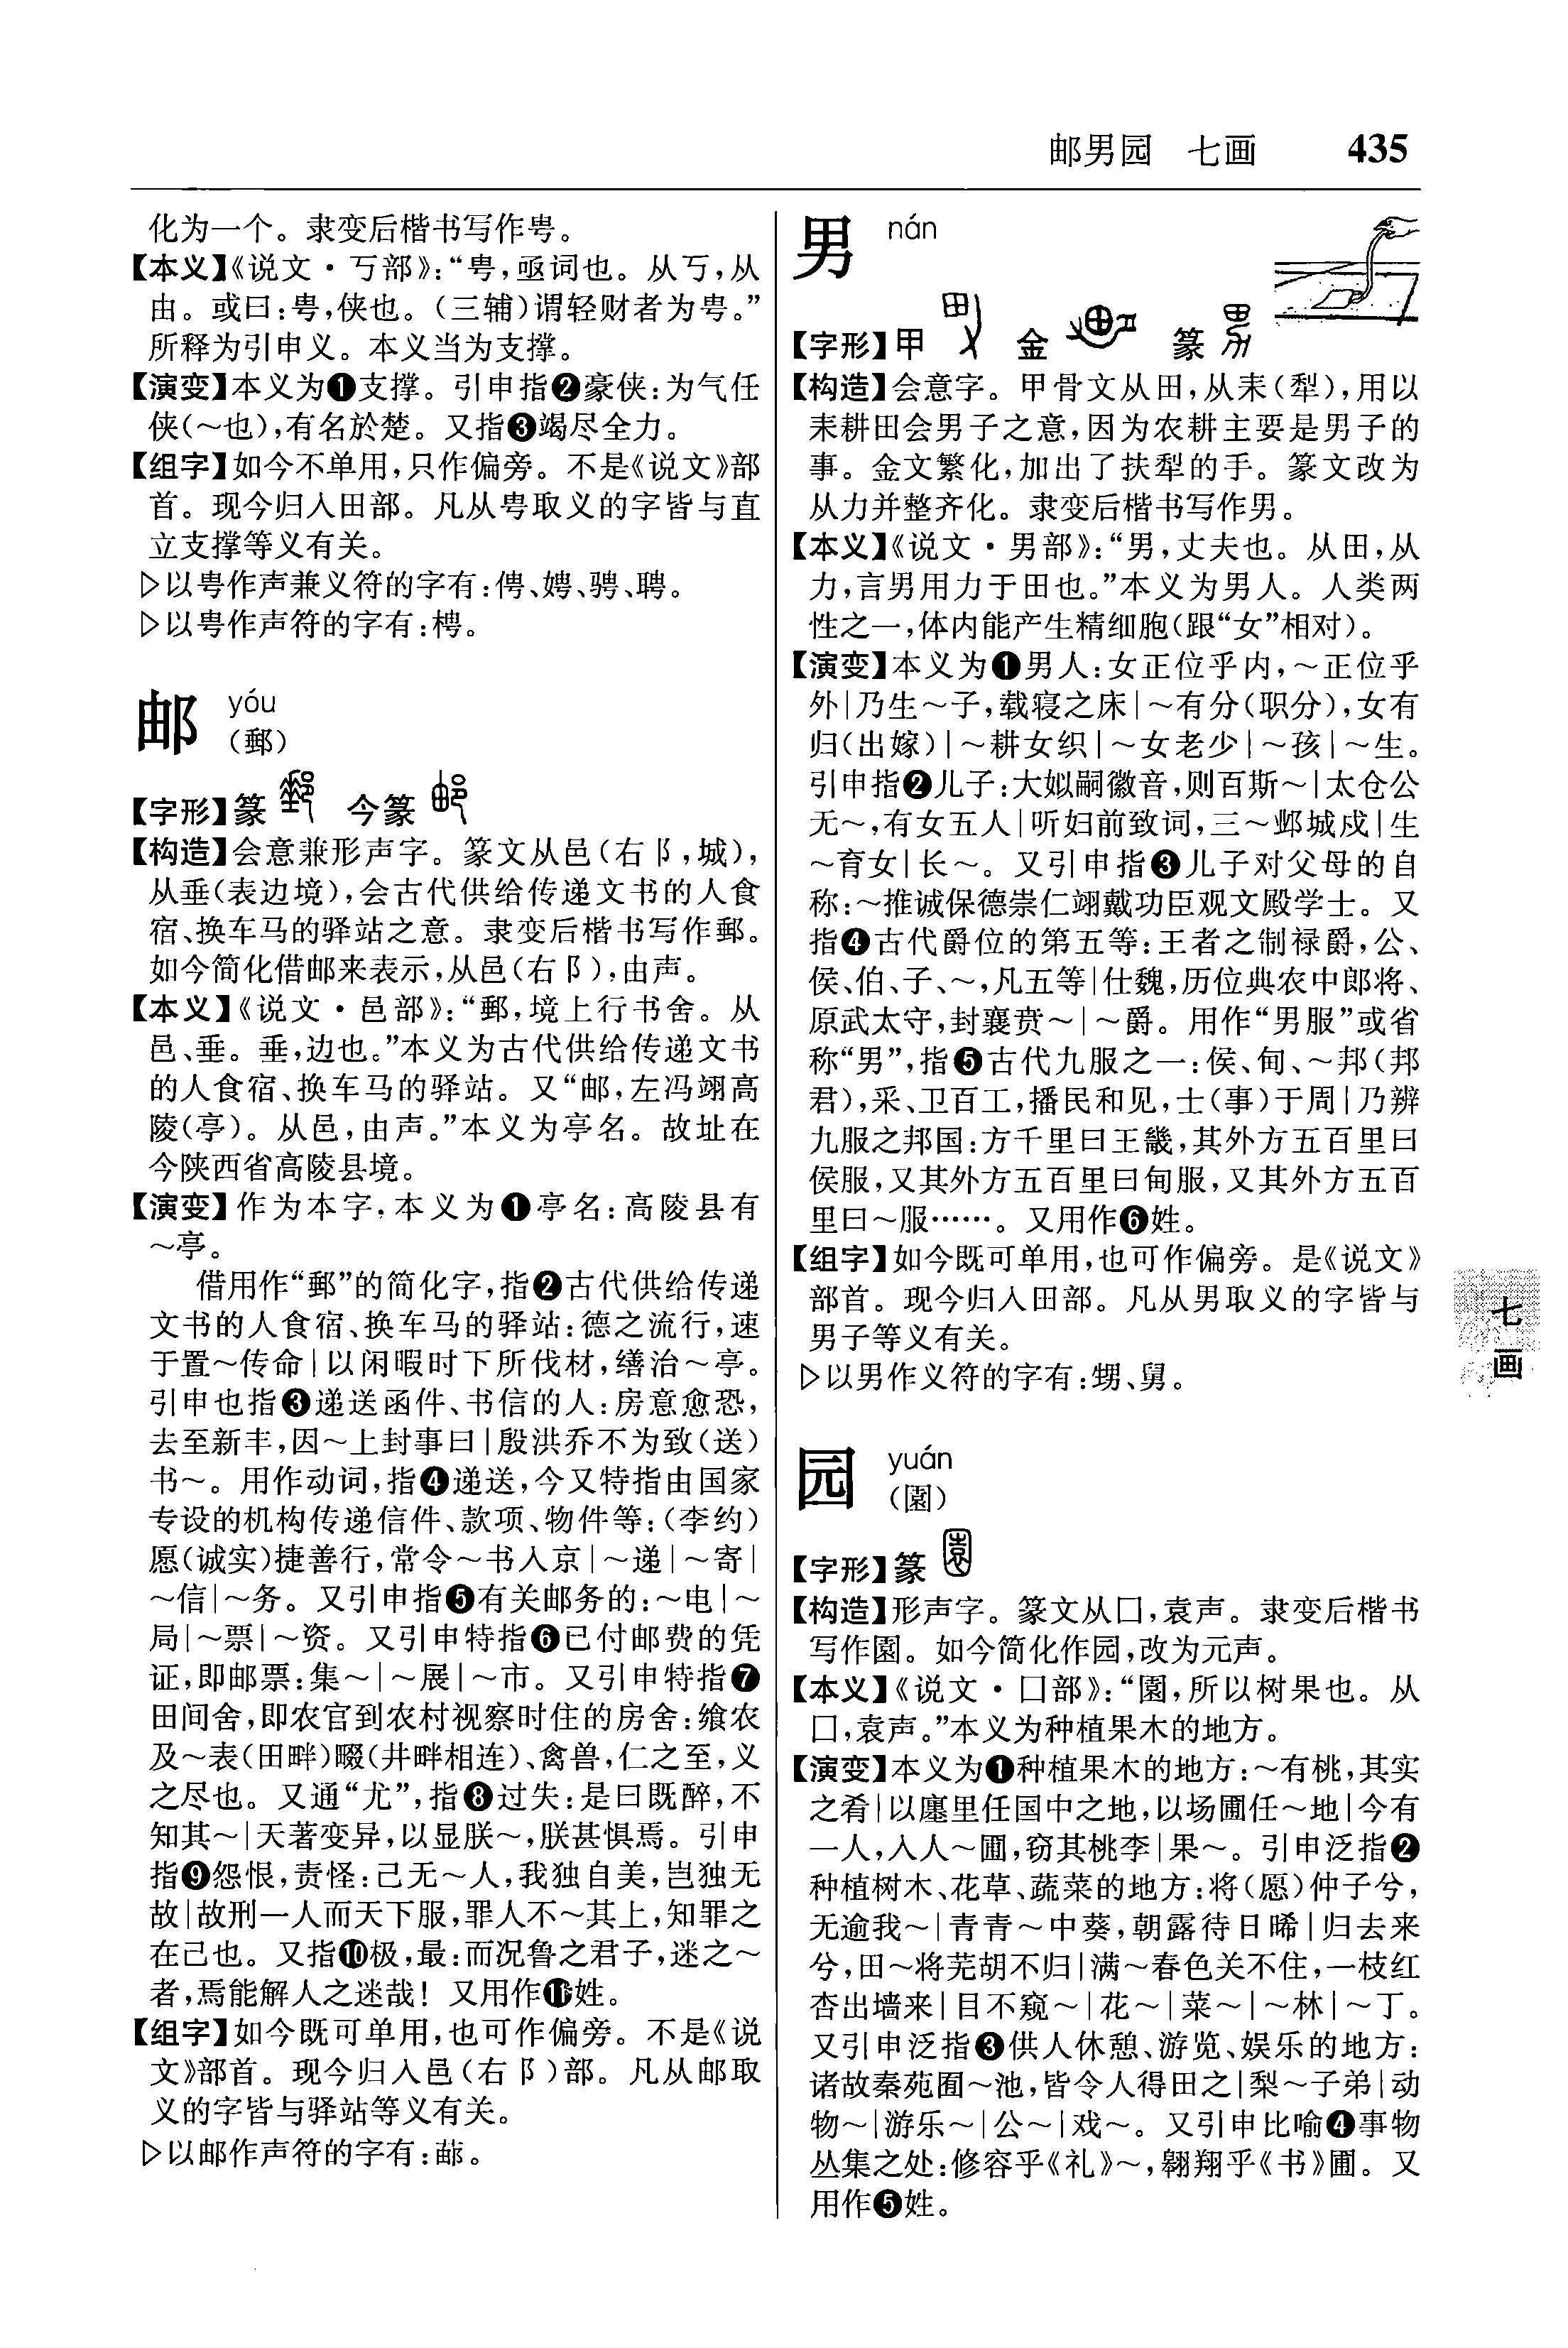 邮男园　七画　435
化为一个。隶变后楷书写作甹。
【本义】《说文·丂部》：“甹，亟词也。从丂，从
由。或曰：甹，侠也。（三辅）谓轻财者为甹。”
所释为引申义。本义当为支撑。
【演变】本义为❶支撑。引申指❷豪侠：为气任
侠（～也），有名於楚。又指❸竭尽全力。
【组字】如今不单用，只作偏旁。不是《说文》部
首。现今归入田部。凡从甹取义的字皆与直
立支撑等义有关。
▷以甹作声兼义符的字有：俜、娉、骋、聘。
▷以甹作声符的字有：梬。
邮 yóu
（郵）
【字形】篆　今篆
【构造】会意兼形声字。篆文从邑（右阝，城），
从垂（表边境），会古代供给传递文书的人食
宿、换车马的驿站之意。隶变后楷书写作郵。
如今简化借邮来表示，从邑（右阝），由声。
【本义】《说文·邑部》：“郵，境上行书舍。从
邑、垂。垂，边也。”本义为古代供给传递文书
的人食宿、换车马的驿站。又“邮，左冯翊高
陵（亭）。从邑，由声。”本义为亭名。故址在
今陕西省高陵县境。
【演变】作为本字，本义为❶亭名：高陵县有
～亭。
借用作“郵”的简化字，指❷古代供给传递
文书的人食宿、换车马的驿站：德之流行，速
于置～传命|以闲暇时下所伐材，缮治～亭。
引申也指❸递送函件、书信的人：房意愈恐，
去至新丰，因～上封事曰|殷洪乔不为致（送）
书～。用作动词，指❹递送，今又特指由国家
专设的机构传递信件、款项、物件等：（李约）
愿（诚实）捷善行，常令～书入京|～递|～寄|
～信|～务。又引申指❺有关邮务的：～电|～
局|～票|～资。又引申特指❻已付邮费的凭
证，即邮票：集～|～展|～市。又引申特指❼
田间舍，即农官到农村视察时住的房舍：飨农
及～表（田畔）畷（井畔相连）、禽兽，仁之至，义
之尽也。又通“尤”，指❽过失：是曰既醉，不
知其～|天著变异，以显朕～，朕甚惧焉。引申
指❾怨恨，责怪：己无～人，我独自美，岂独无
故|故刑一人而天下服，罪人不～其上，知罪之
在己也。又指❿极，最：而况鲁之君子，迷之～
者，焉能解人之迷哉！又用作⓫姓。
【组字】如今既可单用，也可作偏旁。不是《说
文》部首。现今归入邑（右阝）部。凡从邮取
义的字皆与驿站等义有关。
▷以邮作声符的字有：䢟。
男 nán
【字形】甲　金　篆
【构造】会意字。甲骨文从田，从耒（犁），用以
耒耕田会男子之意，因为农耕主要是男子的
事。金文繁化，加出了扶犁的手。篆文改为
从力并整齐化。隶变后楷书写作男。
【本义】《说文·男部》：“男，丈夫也。从田，从
力，言男用力于田也。”本义为男人。人类两
性之一，体内能产生精细胞（跟“女”相对）。
【演变】本义为❶男人：女正位乎内，～正位乎
外|乃生～子，载寝之床|～有分（职分），女有
归（出嫁）|～耕女织|～女老少|～孩|～生。
引申指❷儿子：大姒嗣徽音，则百斯～|太仓公
无～，有女五人|听妇前致词，三～邺城戍|生
～育女|长～。又引申指❸儿子对父母的自
称：～推诚保德崇仁翊戴功臣观文殿学士。又
指❹古代爵位的第五等：王者之制禄爵，公、
侯、伯、子、～，凡五等|仕魏，历位典农中郎将、
原武太守，封襄贲～|～爵。用作“男服”或省
称“男”，指❺古代九服之一：侯、甸、～邦（邦
君），采、卫百工，播民和见，士（事）于周|乃辨
九服之邦国：方千里曰王畿，其外方五百里曰
侯服，又其外方五百里曰甸服，又其外方五百
里曰～服……。又用作❻姓。
【组字】如今既可单用，也可作偏旁。是《说文》
部首。现今归入田部。凡从男取义的字皆与
男子等义有关。
▷以男作义符的字有：甥、舅。
园 yuán
（園）
【字形】篆
【构造】形声字。篆文从囗，袁声。隶变后楷书
写作園。如今简化作园，改为元声。
【本义】《说文·囗部》：“園，所以树果也。从
囗，袁声。”本义为种植果木的地方。
【演变】本义为❶种植果木的地方：～有桃，其实
之肴|以廛里任国中之地，以场圃任～地|今有
一人，入人～圃，窃其桃李|果～。引申泛指❷
种植树木、花草、蔬菜的地方：将（愿）仲子兮，
无逾我～|青青～中葵，朝露待日晞|归去来
兮，田～将芜胡不归|满～春色关不住，一枝红
杏出墙来|目不窥～|花～|菜～|～林|～丁。
又引申泛指❸供人休憩、游览、娱乐的地方：
诸故秦苑囿～池，皆令人得田之|梨～子弟|动
物～|游乐～|公～|戏～。又引申比喻❹事物
丛集之处：修容乎《礼》～，翱翔乎《书》圃。又
用作❺姓。
七画